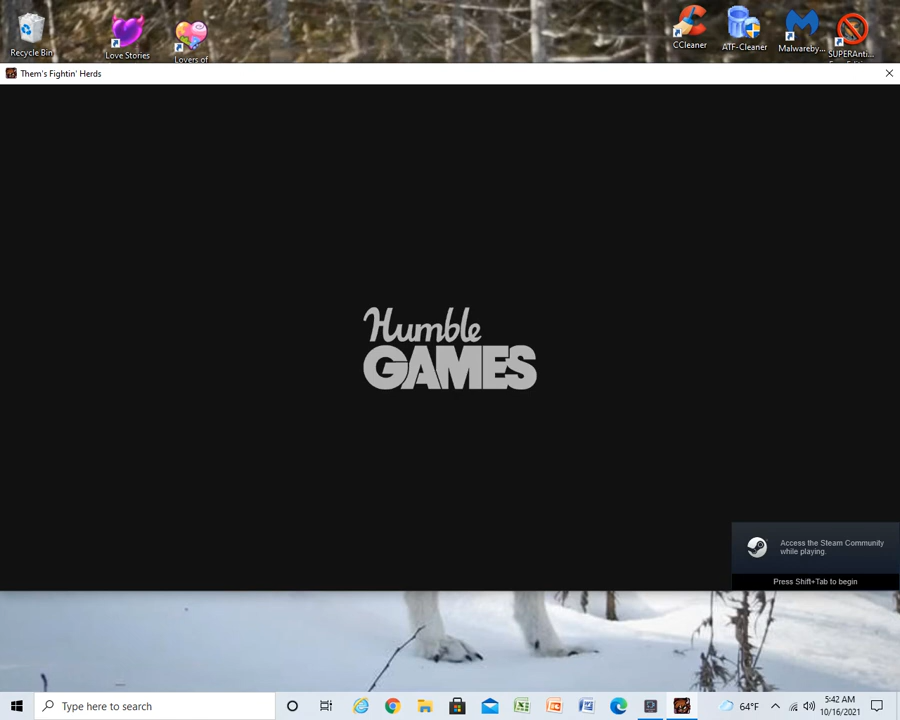 Recycle Bin
Love Stories
Lovers of
CCleaner
ATF-Cleaner
Malwareby...
SUPERAnti...
Them's Fightin' Herds
Humble
GAMES
Access the Steam Community
while playing.
Press Shift+Tab to begin
Type here to search
64°F
5:42 AM
10/16/2021